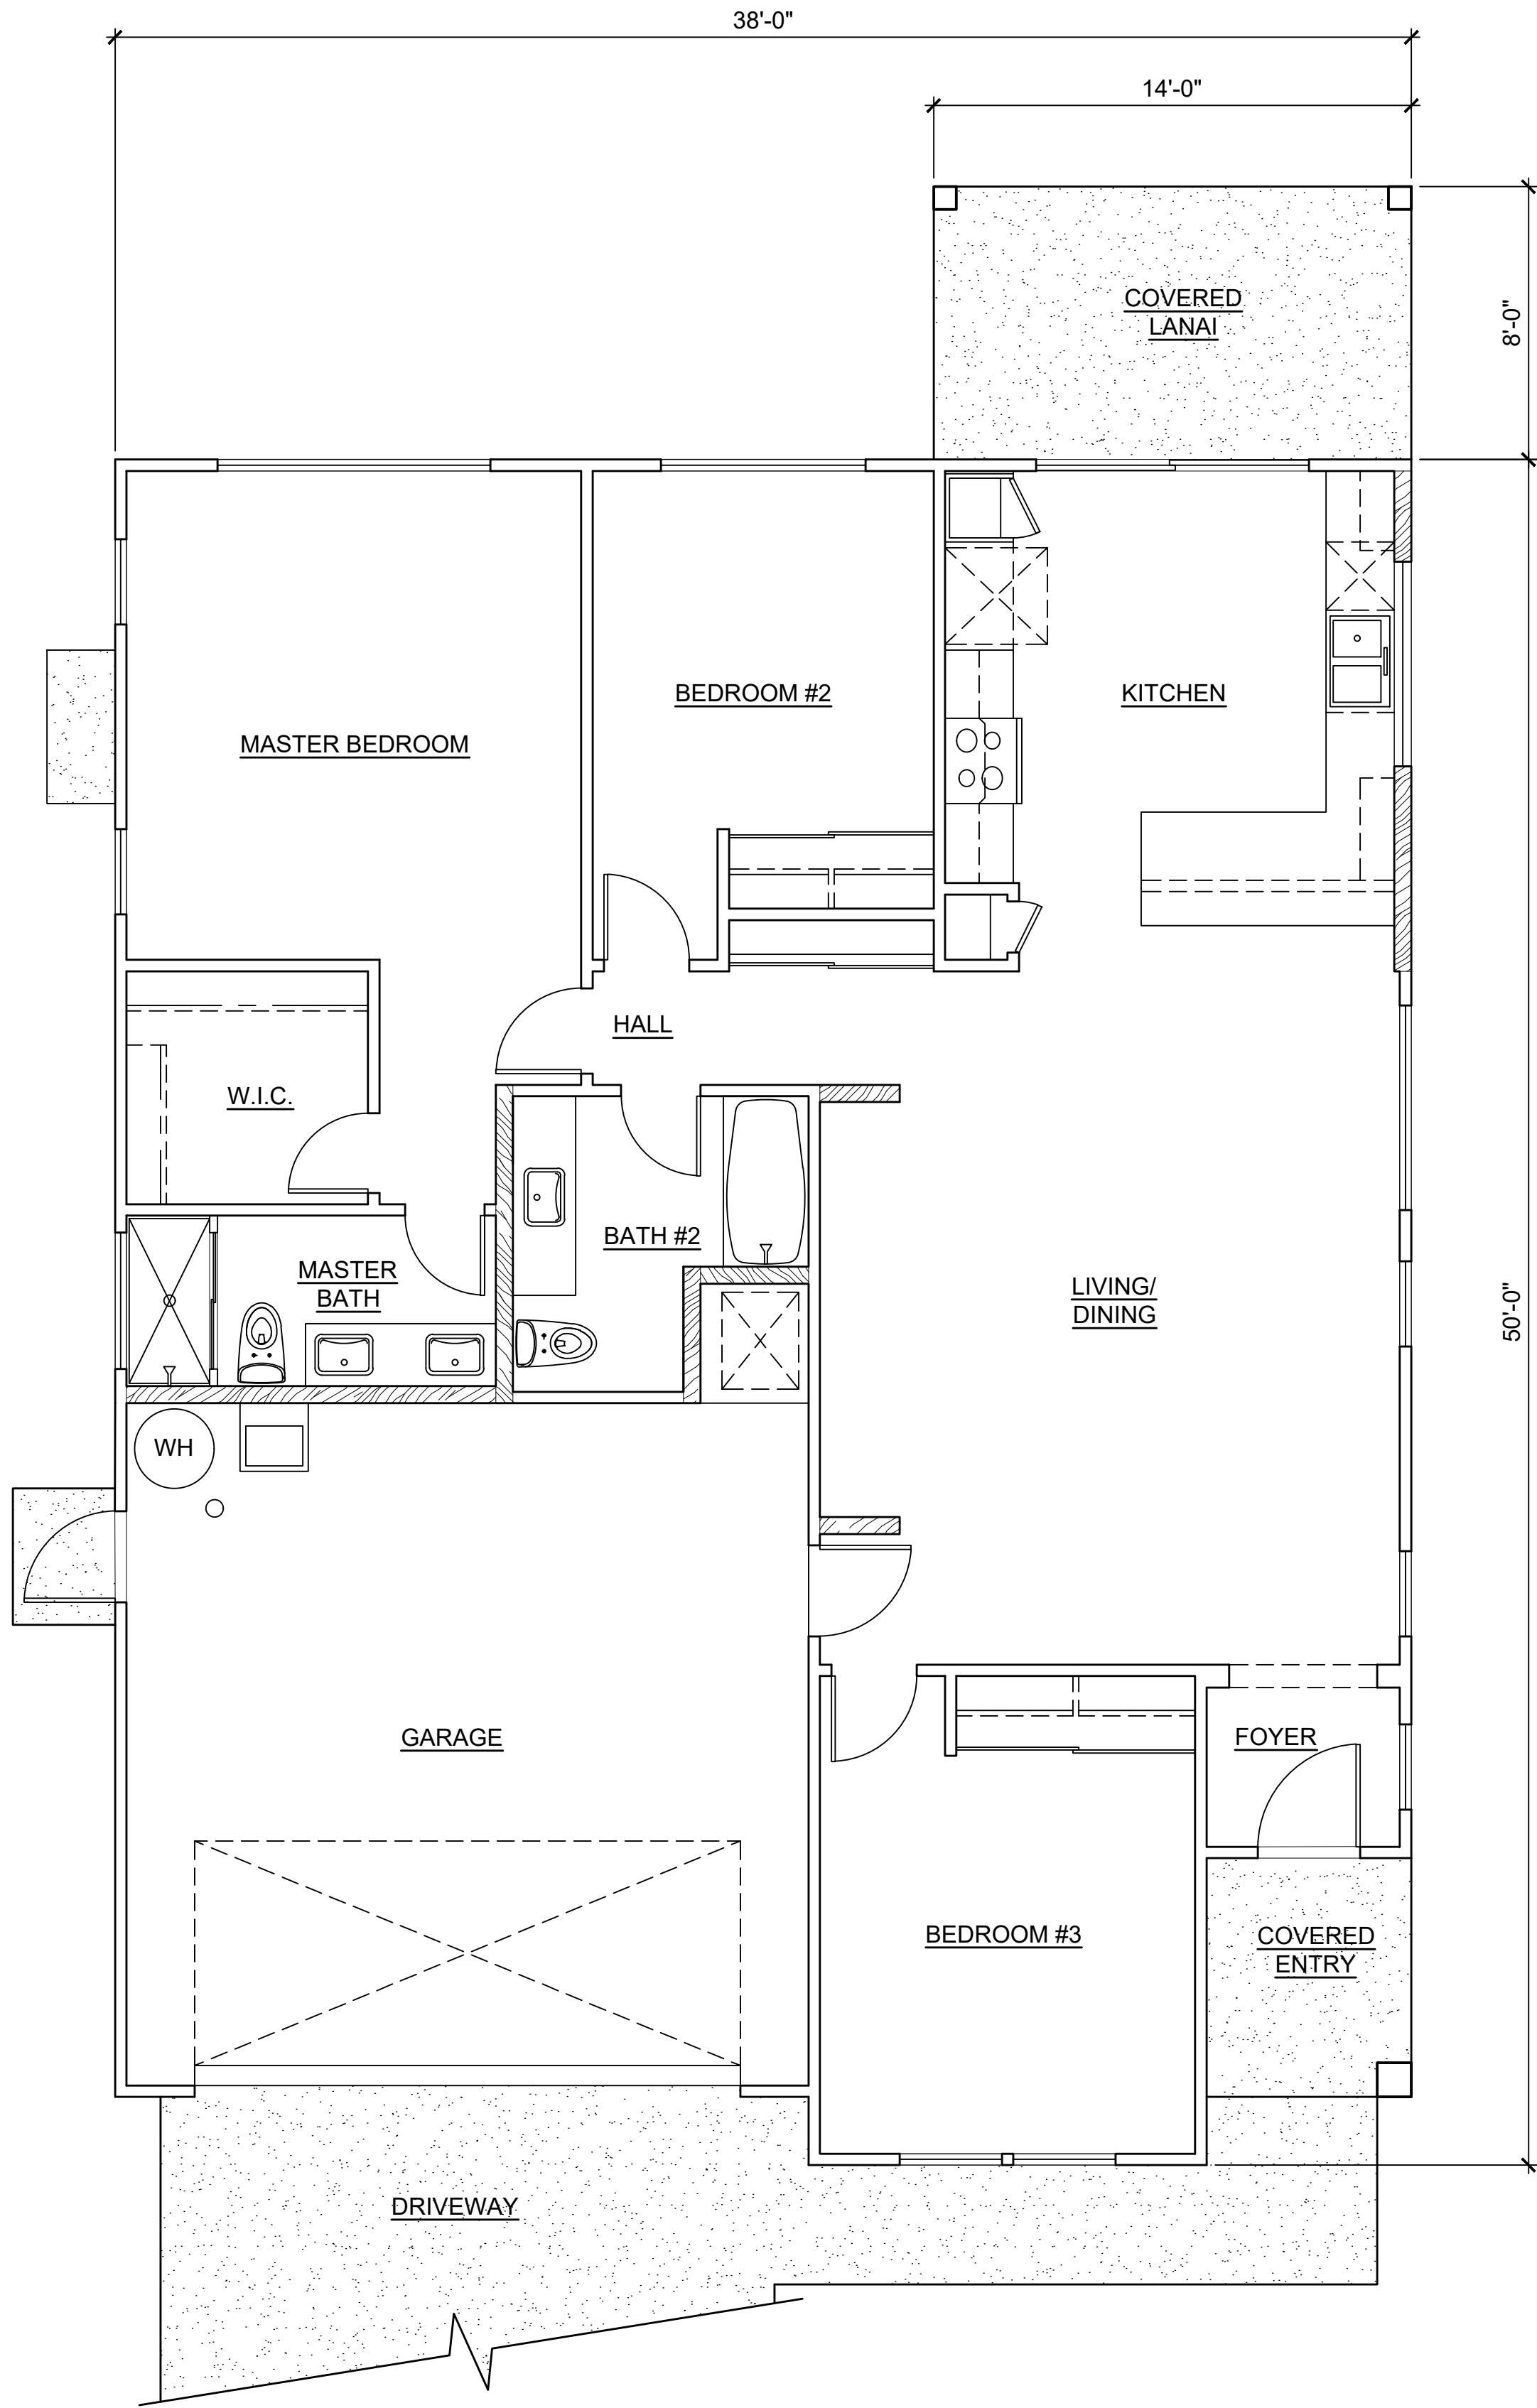 38'-0"
14'-0"
COVERED
LANAI
8'-0"
BEDROOM #2
KITCHEN
MASTER BEDROOM
HALL
W.I.C.
BATH #2
MASTER
BATH
LIVING/
DINING
50'-0"
WH
GARAGE
FOYER
BEDROOM #3
COVERED
ENTRY
DRIVEWAY